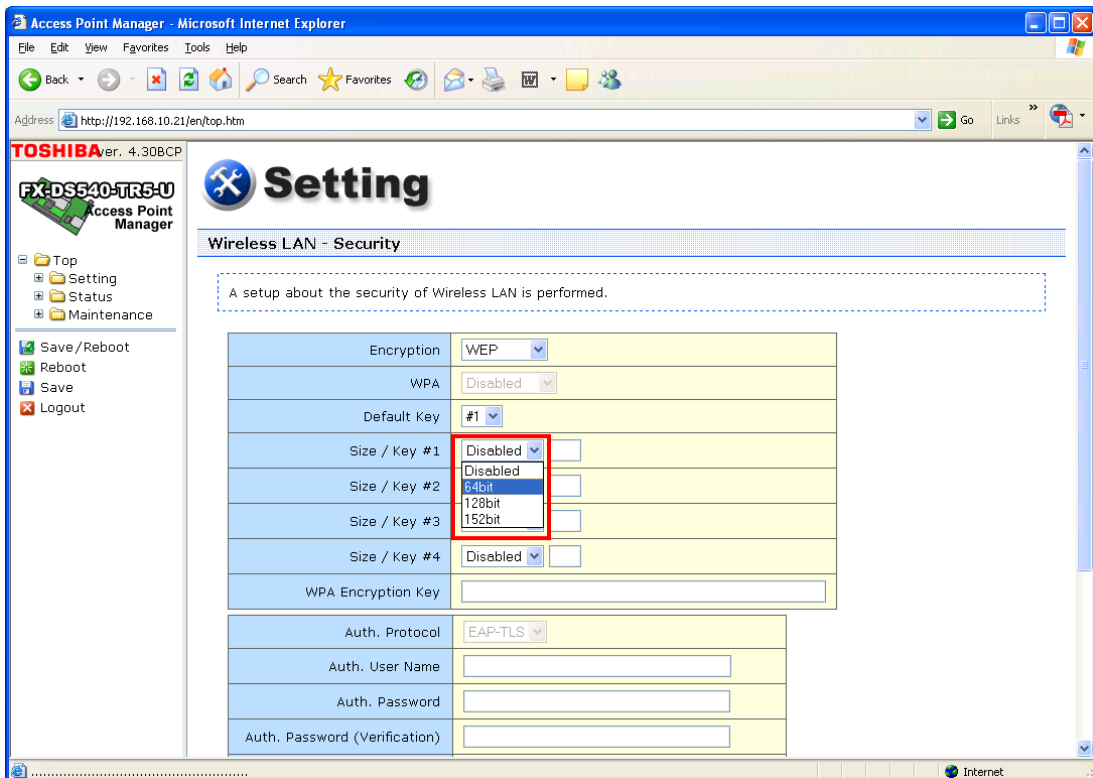 Access Point Manager - Microsoft Internet Explorer
File Edit View Favorites Tools Help
Back Search Favorites
Address http://192.168.10.21/en/top.htm Go Links »
TOSHIBA ver. 4.30BCP
FX-DS540-TR5-U
Access Point
Manager
Top
Setting
Status
Maintenance
Save/Reboot
Reboot
Save
Logout
Setting
Wireless LAN - Security
A setup about the security of Wireless LAN is performed.
Encryption WEP
WPA Disabled
Default Key #1
Size / Key #1 Disabled
Disabled
Size / Key #2 64bit
128bit
Size / Key #3 152bit
Size / Key #4 Disabled
WPA Encryption Key
Auth. Protocol EAP-TLS
Auth. User Name
Auth. Password
Auth. Password (Verification)
Internet